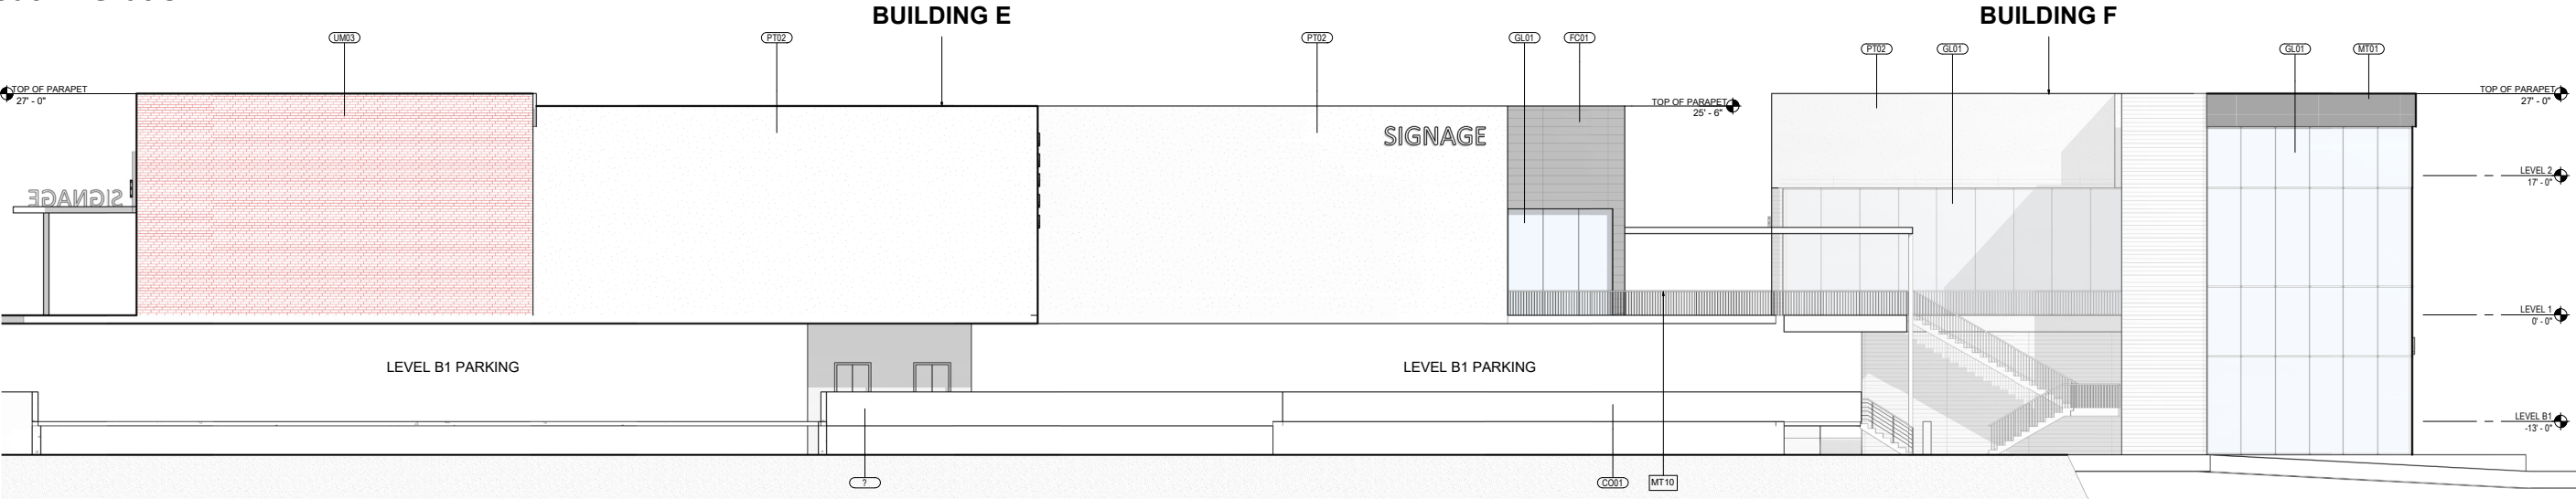 BUILDING E
BUILDING F
UM03
PT02
PT02
GL01
FC01
PT02
GL01
GL01
MT01
TOP OF PARAPET
27' - 0"
TOP OF PARAPET
25' - 6"
TOP OF PARAPET
27' - 0"
SIGNAGE
SIGNAGE
LEVEL 2
17' - 0"
LEVEL 1
0' - 0"
LEVEL B1 PARKING
LEVEL B1 PARKING
LEVEL B1
-13' - 0"
?
CO01
MT10